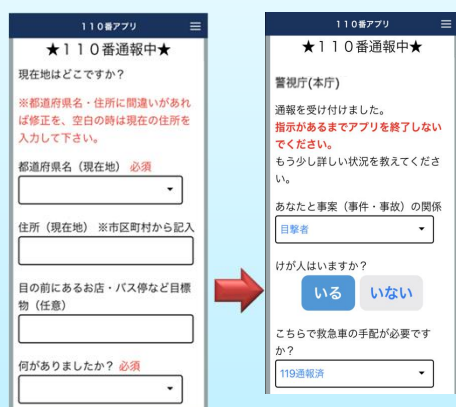 110番アプリ
★110番通報中★
現在地はどこですか？
※都道府県名・住所に間違いがあれ
ば修正を、空白の時は現在の住所を
入力して下さい。
都道府県名（現在地） 必須
住所（現在地） ※市区町村から記入
目の前にあるお店・バス停など目標
物（任意）
何がありましたか？ 必須
110番アプリ
★110番通報中★
警視庁(本庁)
通報を受け付けました。
指示があるまでアプリを終了しない
でください。
もう少し詳しい状況を教えてくださ
い。
あなたと事案（事件・事故）の関係
目撃者
けが人はいますか？
いる いない
こちらで救急車の手配が必要です
か？
119通報済